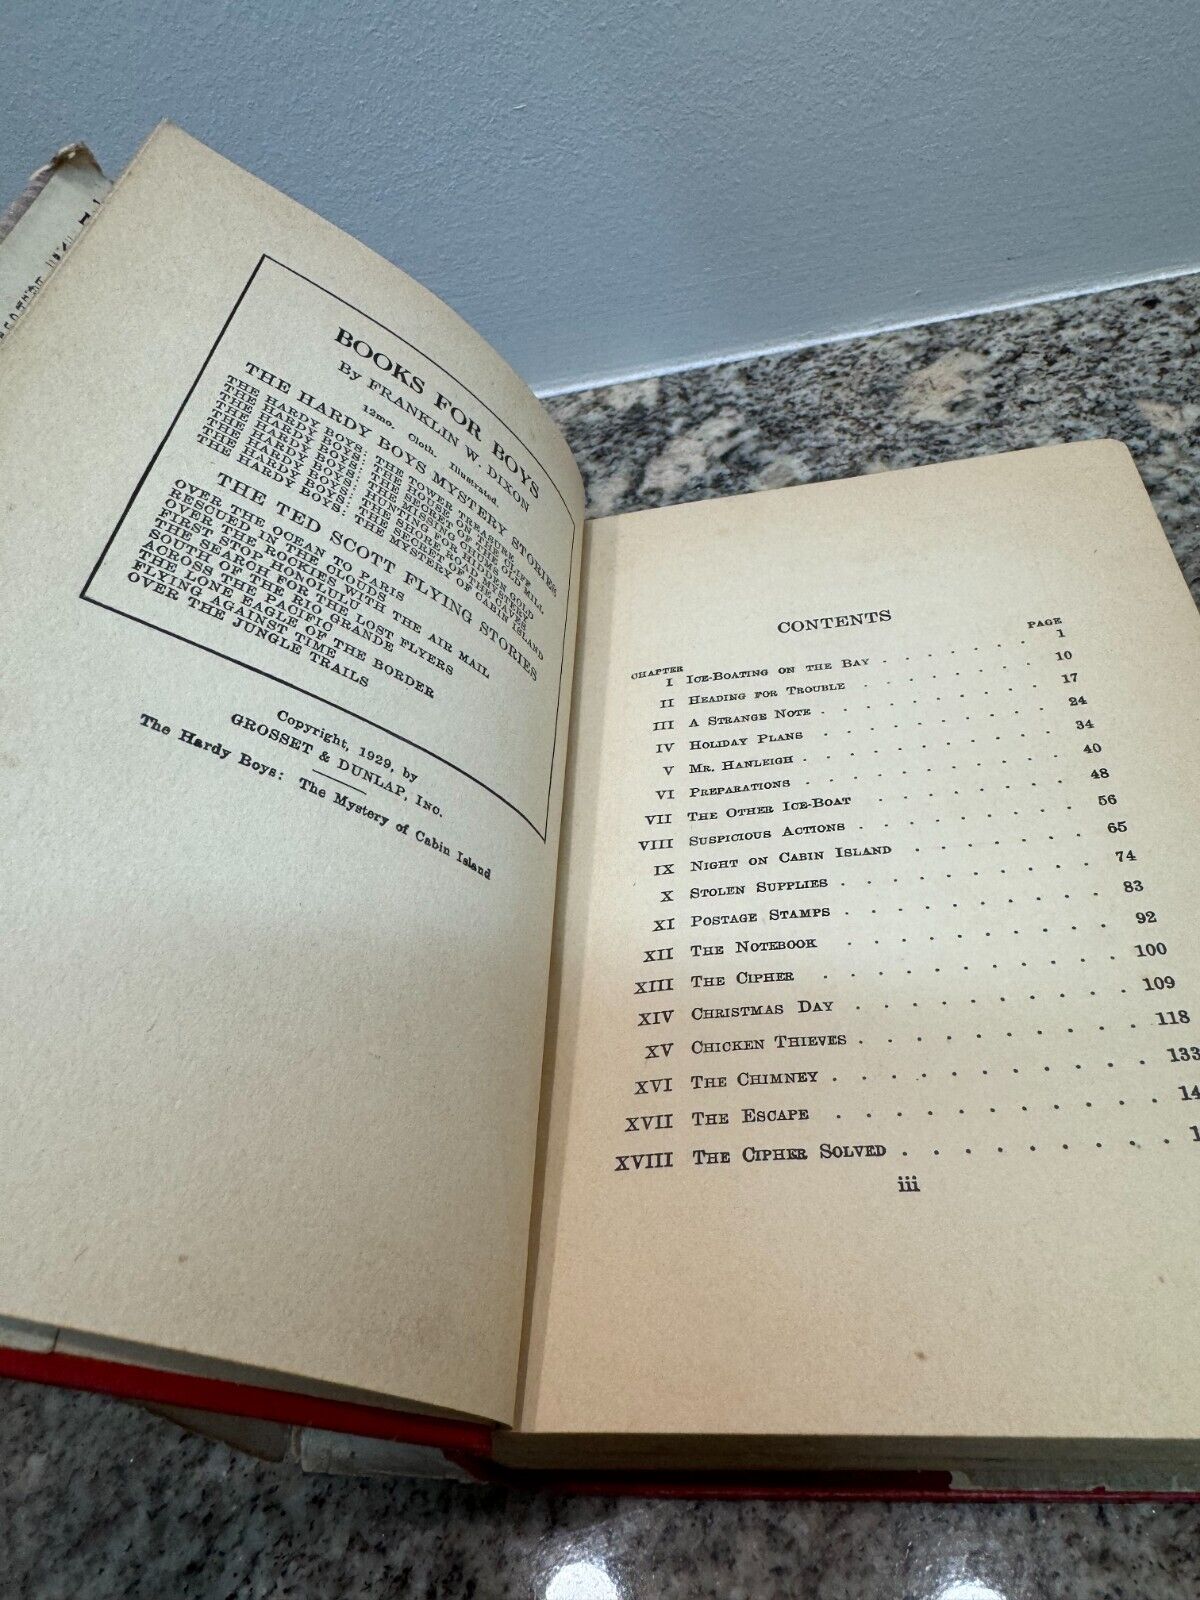 BOOKS FOR BOYS
By FRANKLIN W. DIXON
12mo. Cloth. Illustrated.
THE HARDY BOYS MYSTERY STORIES
THE HARDY BOYS: THE TOWER TREASURE
THE HARDY BOYS: THE HOUSE ON THE CLIFF
THE HARDY BOYS: THE SECRET OF THE OLD MILL
THE HARDY BOYS: THE MISSING CHUMS
THE HARDY BOYS: HUNTING FOR HIDDEN GOLD
THE HARDY BOYS: THE SHORE ROAD MYSTERY
THE HARDY BOYS: THE SECRET OF THE CAVES
THE HARDY BOYS: THE MYSTERY OF CABIN ISLAND
THE TED SCOTT FLYING STORIES
OVER THE OCEAN TO PARIS
RESCUED IN THE CLOUDS
OVER THE ROCKIES WITH THE AIR MAIL
FIRST STOP HONOLULU
THE SEARCH FOR THE LOST FLYERS
SOUTH OF THE RIO GRANDE
ACROSS THE PACIFIC
THE LONE EAGLE OF THE BORDER
FLYING AGAINST TIME
OVER THE JUNGLE TRAILS
Copyright, 1929, by
GROSSET & DUNLAP, INC.
The Hardy Boys: The Mystery of Cabin Island
CONTENTS
CHAPTER PAGE
I ICE-BOATING ON THE BAY . . . . . . 1
II HEADING FOR TROUBLE . . . . . . . 10
III A STRANGE NOTE . . . . . . . . 17
IV HOLIDAY PLANS . . . . . . . . 24
V MR. HANLEIGH . . . . . . . . . 34
VI PREPARATIONS . . . . . . . . . 40
VII THE OTHER ICE-BOAT . . . . . . . 48
VIII SUSPICIOUS ACTIONS . . . . . . . 56
IX NIGHT ON CABIN ISLAND . . . . . . 65
X STOLEN SUPPLIES . . . . . . . . 74
XI POSTAGE STAMPS . . . . . . . . . 83
XII THE NOTEBOOK . . . . . . . . . 92
XIII THE CIPHER . . . . . . . . . . 100
XIV CHRISTMAS DAY . . . . . . . . . 109
XV CHICKEN THIEVES . . . . . . . . . 118
XVI THE CHIMNEY . . . . . . . . . . 133
XVII THE ESCAPE . . . . . . . . . . 14
XVIII THE CIPHER SOLVED . . . . . . . . 1
iii